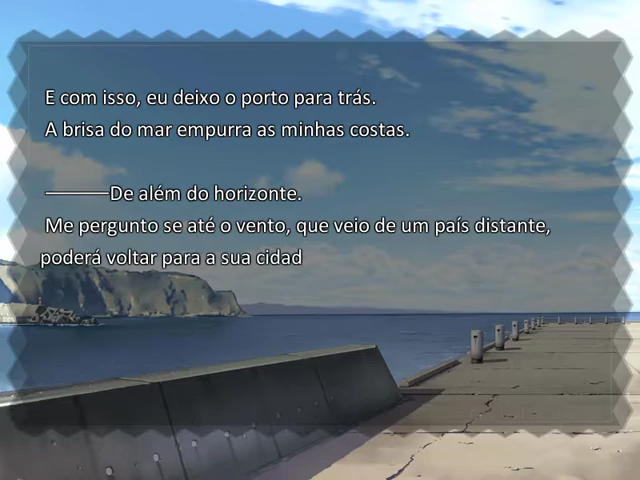 E com isso, eu deixo o porto para trás.
A brisa do mar empurra as minhas costas.
———De além do horizonte.
Me pergunto se até o vento, que veio de um país distante,
poderá voltar para a sua cidad